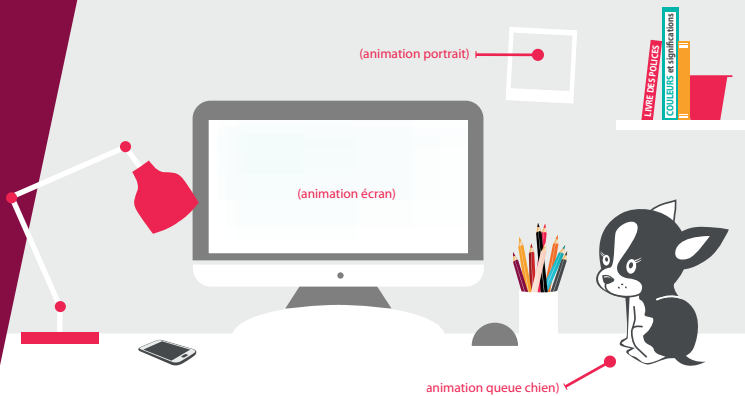 (animation portrait)
LIVRE DES POLICES
COULEURS et significations
(animation écran)
animation queue chien)